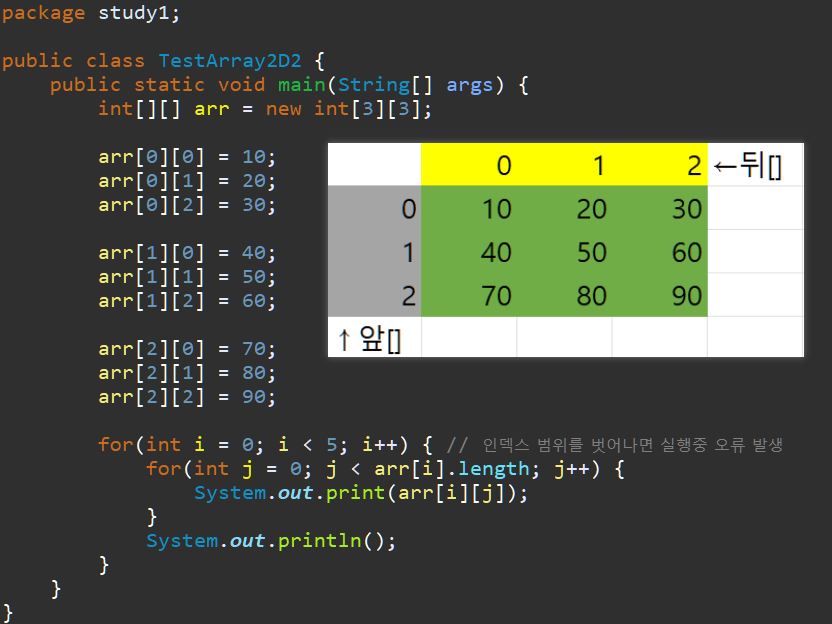 package study1;
public class TestArray2D2 {
public static void main(String[] args) {
int[][] arr = new int[3][3];
arr[0][0] = 10;
arr[0][1] = 20;
arr[0][2] = 30;
arr[1][0] = 40;
arr[1][1] = 50;
arr[1][2] = 60;
arr[2][0] = 70;
arr[2][1] = 80;
arr[2][2] = 90;
0 1 2 ←뒤[]
0 10 20 30
1 40 50 60
2 70 80 90
↑앞[]
for(int i = 0; i < 5; i++) { // 인덱스 범위를 벗어나면 실행중 오류 발생
for(int j = 0; j < arr[i].length; j++) {
System.out.print(arr[i][j]);
}
System.out.println();
}
}
}